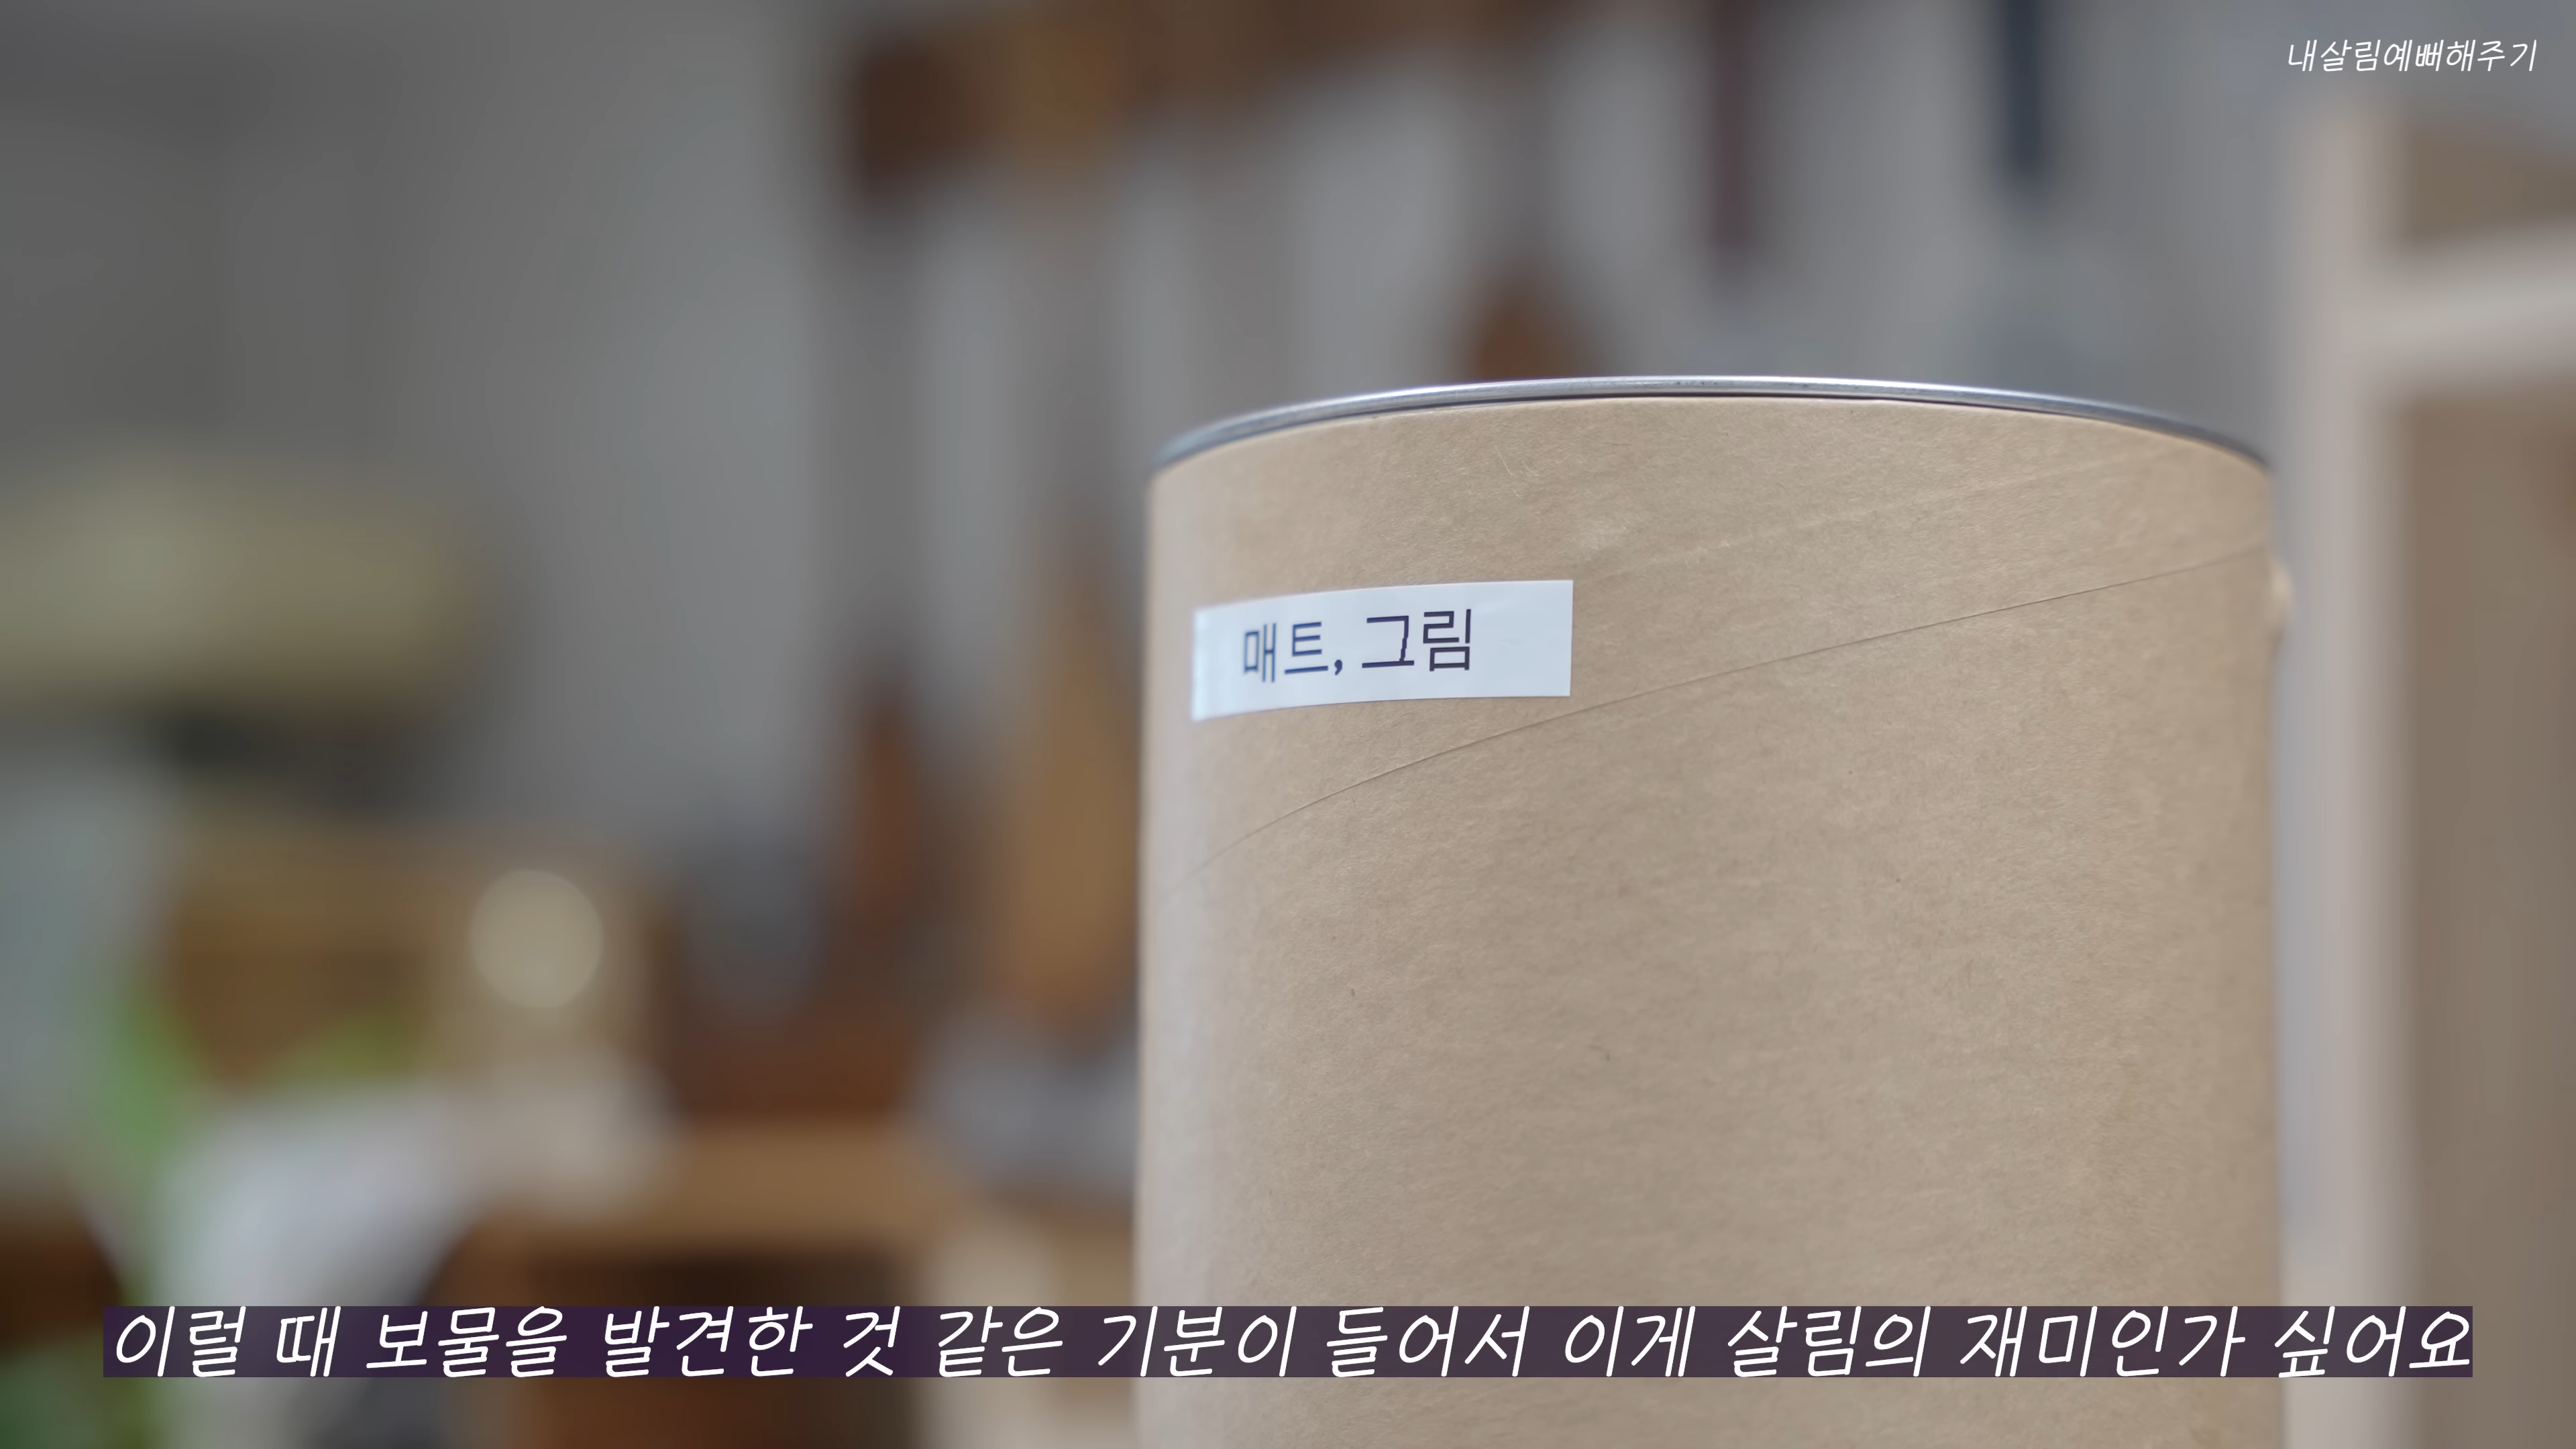 내살림예뻐해주기
매트, 그림
이럴 때 보물을 발견한 것 같은 기분이 들어서 이게 살림의 재미인가 싶어요